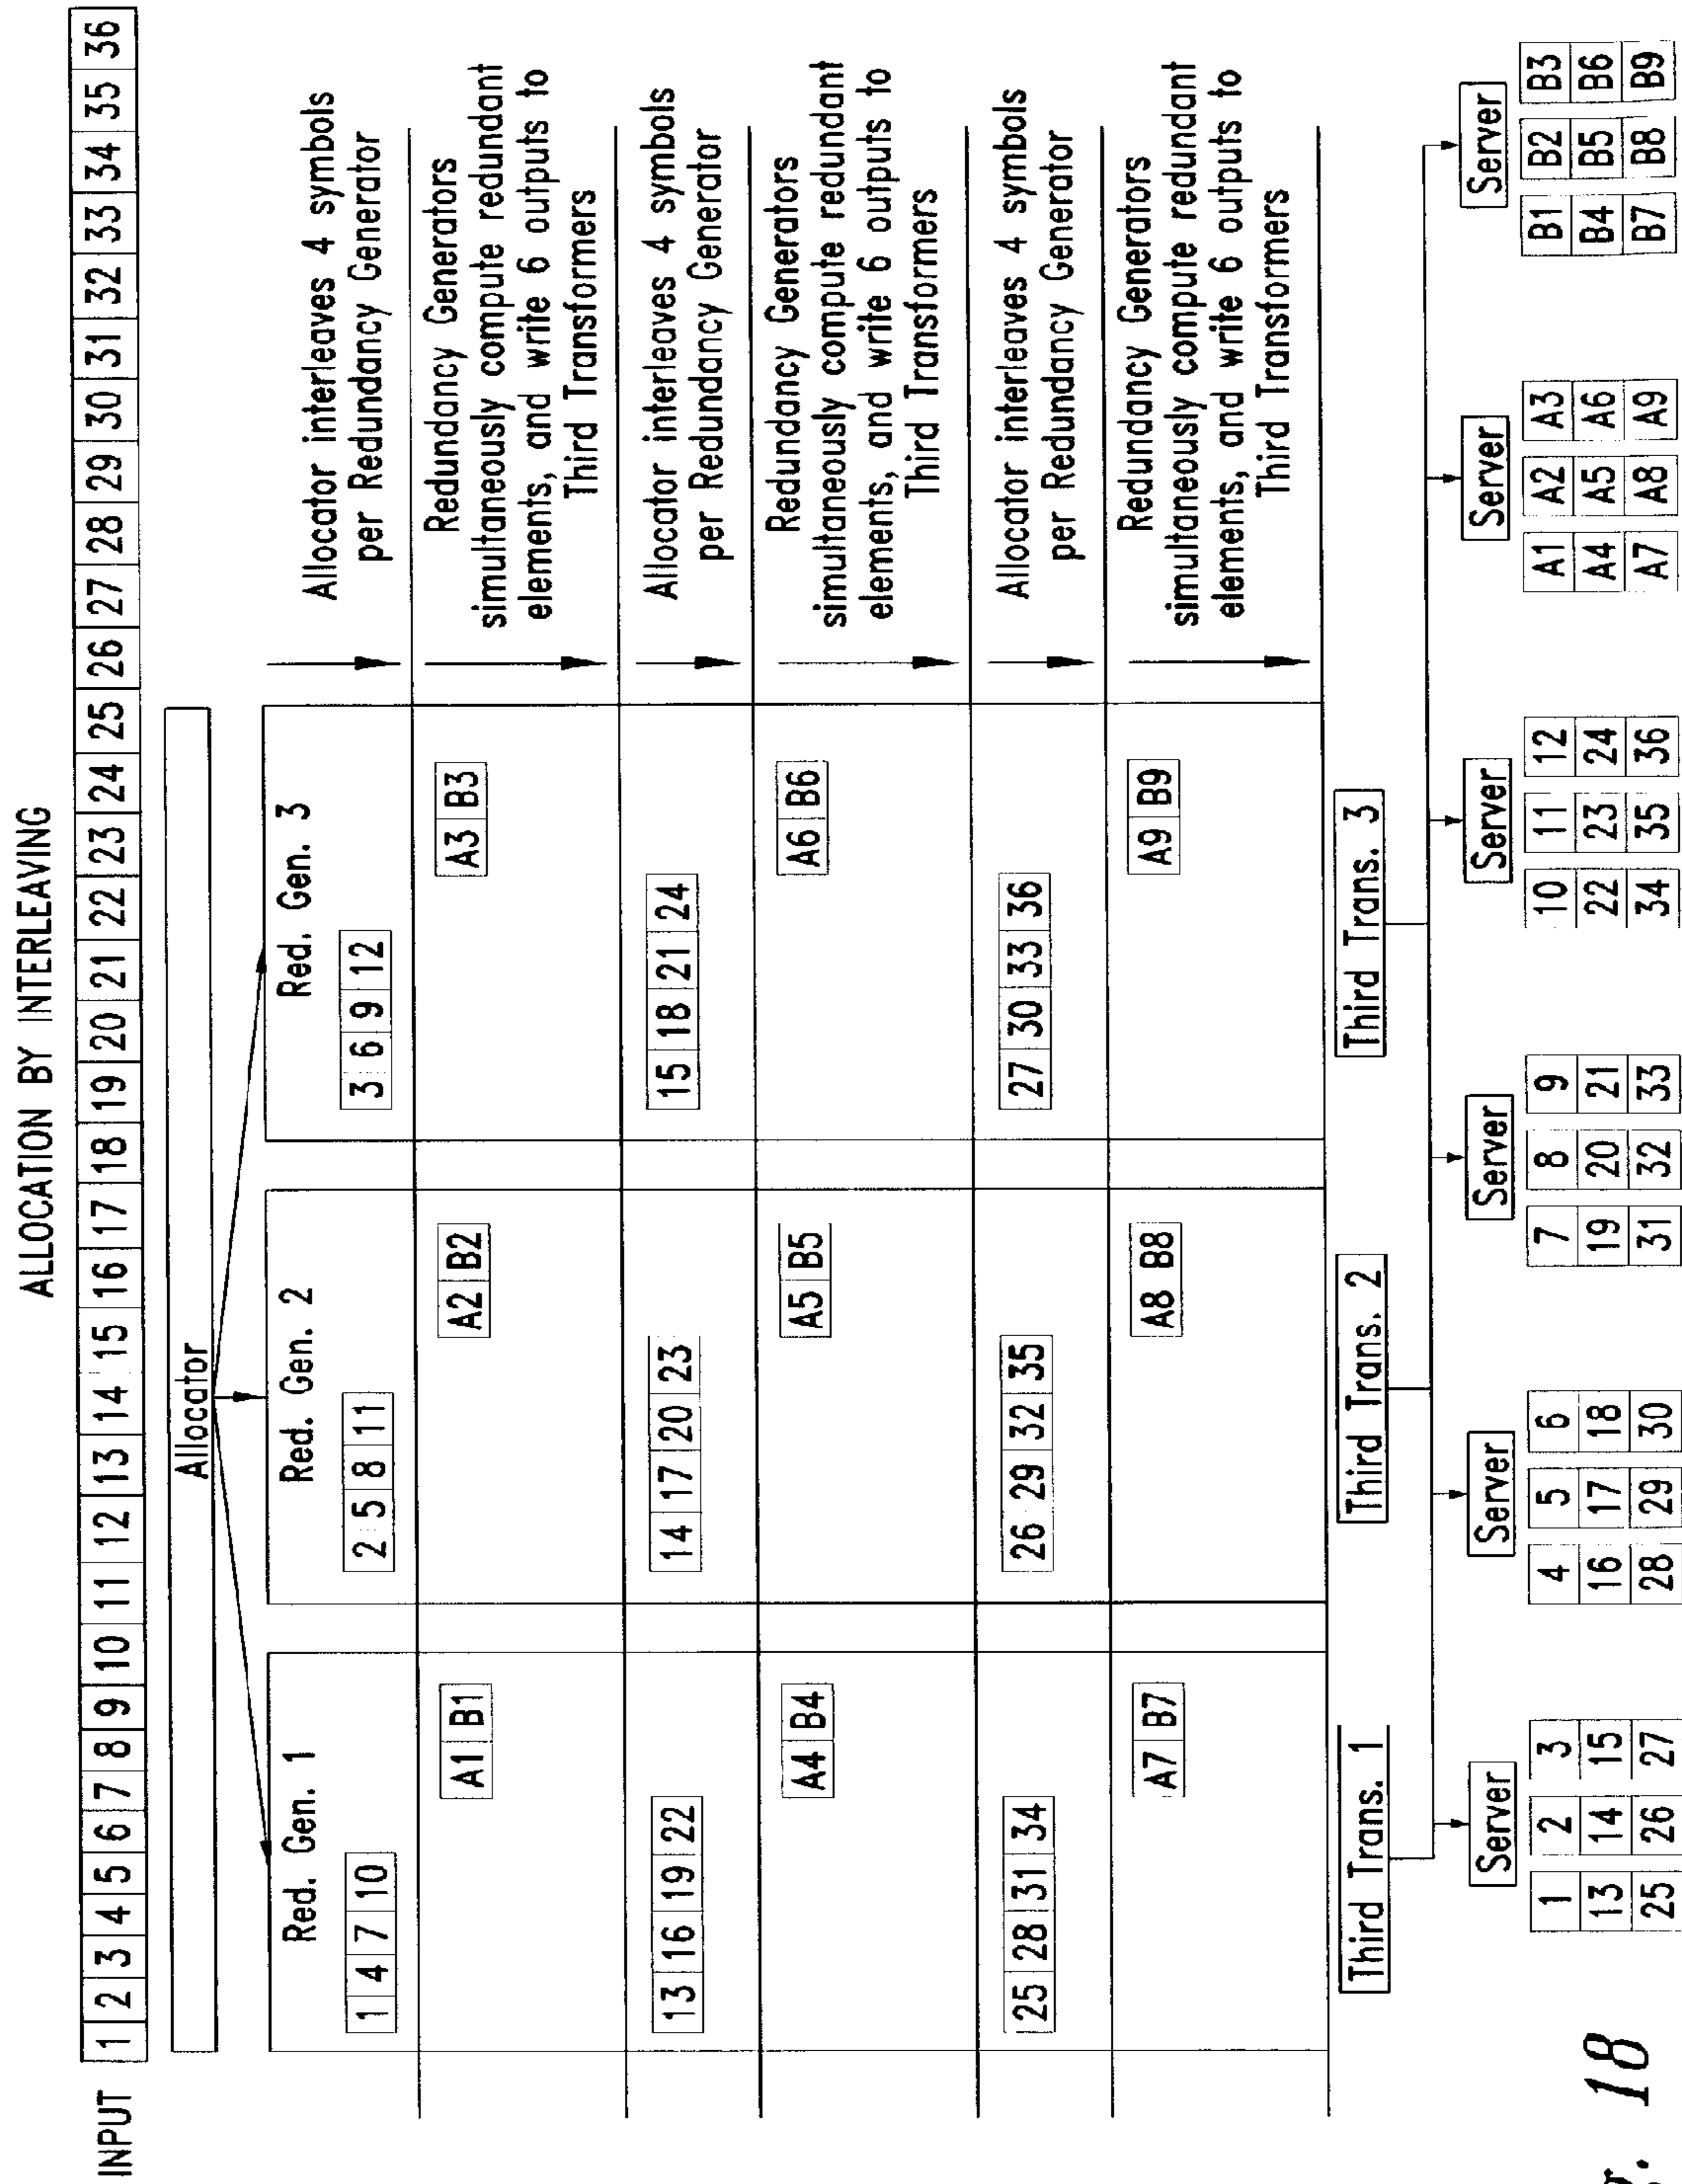 ALLOCATION BY INTERLEAVING
INPUT 1 2 3 4 5 6 7 8 9 10 11 12 13 14 15 16 17 18 19 20 21 22 23 24 25 26 27 28 29 30 31 32 33 34 35 36
Allocator
Red. Gen. 1
Red. Gen. 2
Red. Gen. 3
1 4 7 10
2 5 8 11
3 6 9 12
Allocator interleaves 4 symbols
per Redundancy Generator
A1 B1
A2 B2
A3 B3
Redundancy Generators
simultaneously compute redundant
elements, and write 6 outputs to
Third Transformers
13 16 19 22
14 17 20 23
15 18 21 24
Allocator interleaves 4 symbols
per Redundancy Generator
A4 B4
A5 B5
A6 B6
Redundancy Generators
simultaneously compute redundant
elements, and write 6 outputs to
Third Transformers
25 28 31 34
26 29 32 35
27 30 33 36
Allocator interleaves 4 symbols
per Redundancy Generator
A7 B7
A8 B8
A9 B9
Redundancy Generators
simultaneously compute redundant
elements, and write 6 outputs to
Third Transformers
Third Trans. 1
Third Trans. 2
Third Trans. 3
Server
Server
Server
Server
Server
Server
1 2 3
4 5 6
7 8 9
10 11 12
A1 A2 A3
B1 B2 B3
13 14 15
16 17 18
19 20 21
22 23 24
A4 A5 A6
B4 B5 B6
25 26 27
28 29 30
31 32 33
34 35 36
A7 A8 A9
B7 B8 B9
18